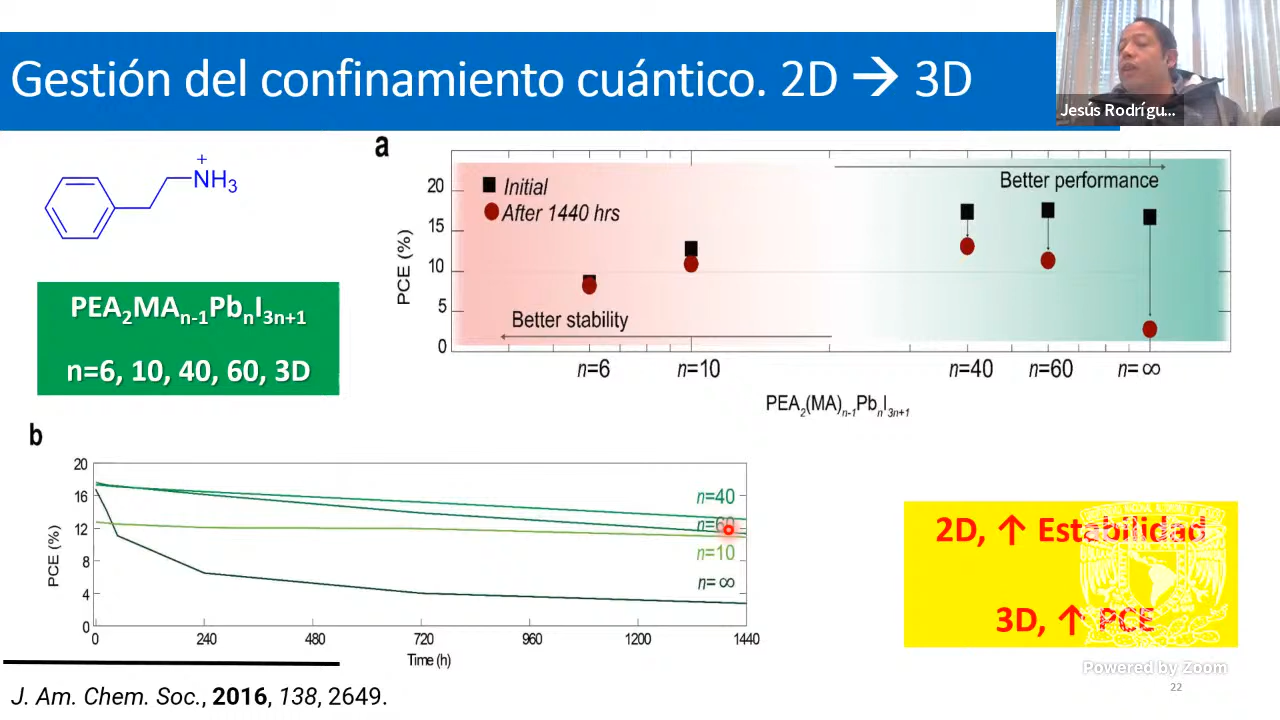 Gestión del confinamiento cuántico. 2D → 3D
Jesús Rodrígu...
+
NH3
PEA2MAn-1PbnI3n+1
n=6, 10, 40, 60, 3D
a
PCE (%)
20
15
10
5
0
Initial
After 1440 hrs
Better performance
Better stability
n=6
n=10
n=40
n=60
n=∞
PEA2(MA)n-1PbnI3n+1
b
PCE (%)
20
16
12
8
4
0
n=40
n=60
n=10
n=∞
0
240
480
720
960
1200
1440
Time (h)
2D, ↑ Estabilidad
3D, ↑ PCE
Powered by Zoom
22
J. Am. Chem. Soc., 2016, 138, 2649.